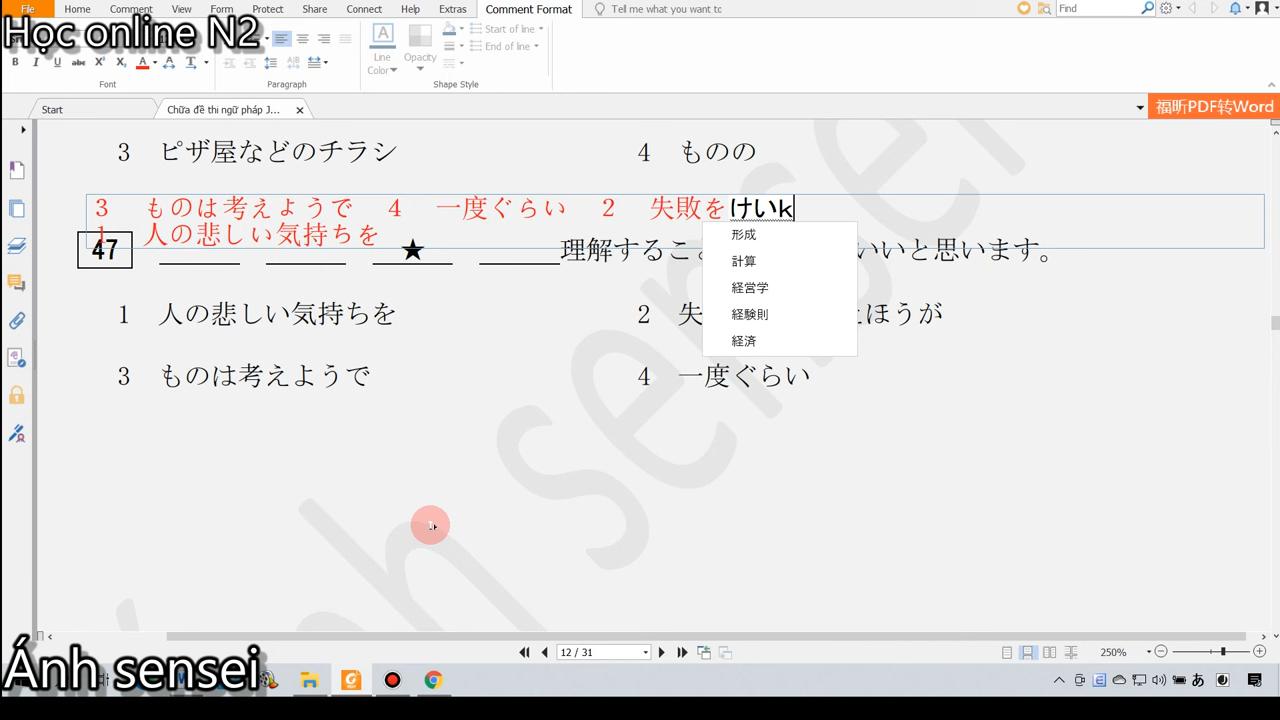 File Home Comment View Form Protect Share Connect Help Extras Comment Format Tell me what you want tc Find
Học online N2
Start of line
End of line
Line Color
Opacity
Font Paragraph Shape Style
Start Chữa đề thi ngữ pháp J... 福昕PDF转Word
3 ピザ屋などのチラシ 4 ものの
3 ものは考えようで 4 一度ぐらい 2 失敗をけいk
1 人の悲しい気持ちを
形成
計算
経営学
経験則
経済
47 ★ 理解するこ いいと思います。
1 人の悲しい気持ちを 2 失 ほうが
3 ものは考えようで 4 一度ぐらい
sensei
12 / 31 250%
Ánh sensei
あ